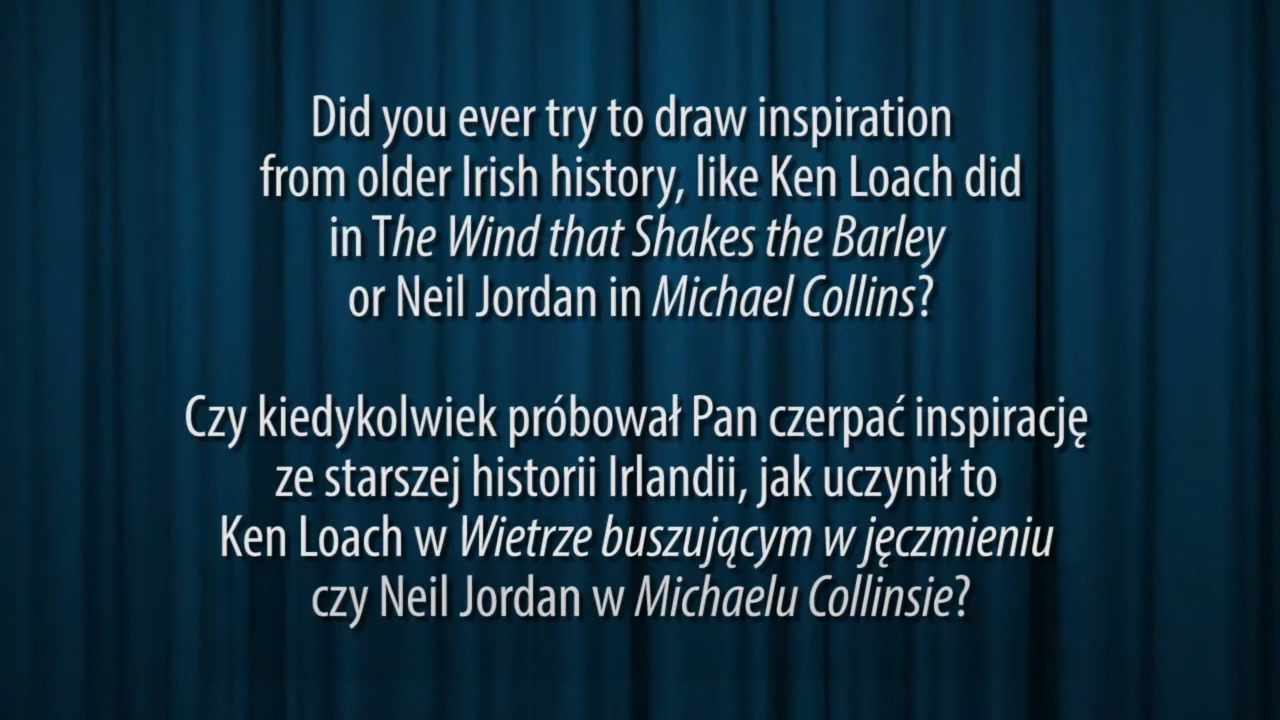 Did you ever try to draw inspiration
from older Irish history, like Ken Loach did
in The Wind that Shakes the Barley
or Neil Jordan in Michael Collins?
Czy kiedykolwiek próbował Pan czerpać inspirację
ze starszej historii Irlandii, jak uczynił to
Ken Loach w Wietrze buszującym w jęczmieniu
czy Neil Jordan w Michaelu Collinsie?